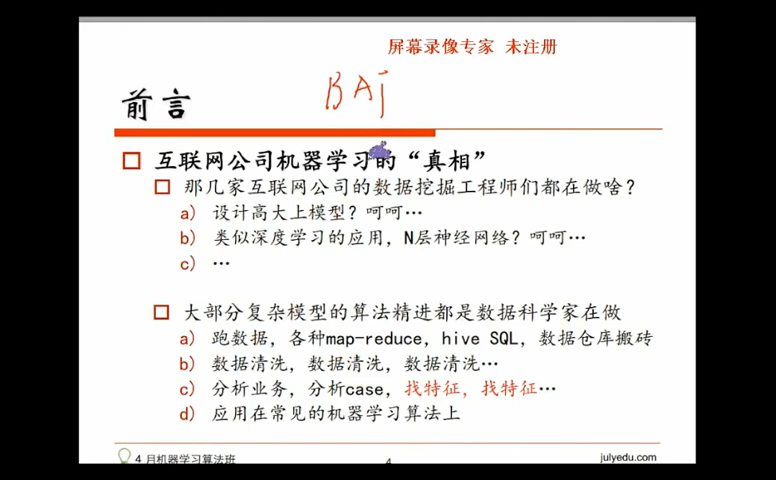 屏幕录像专家 未注册
BAT
前言
互联网公司机器学习的“真相”
那几家互联网公司的数据挖掘工程师们都在做啥？
a) 设计高大上模型？呵呵…
b) 类似深度学习的应用，N层神经网络？呵呵…
c) …
大部分复杂模型的算法精进都是数据科学家在做
a) 跑数据，各种map-reduce，hive SQL，数据仓库搬砖
b) 数据清洗，数据清洗，数据清洗…
c) 分析业务，分析case，找特征，找特征…
d) 应用在常见的机器学习算法上
4 月机器学习算法班
4
julyedu.com